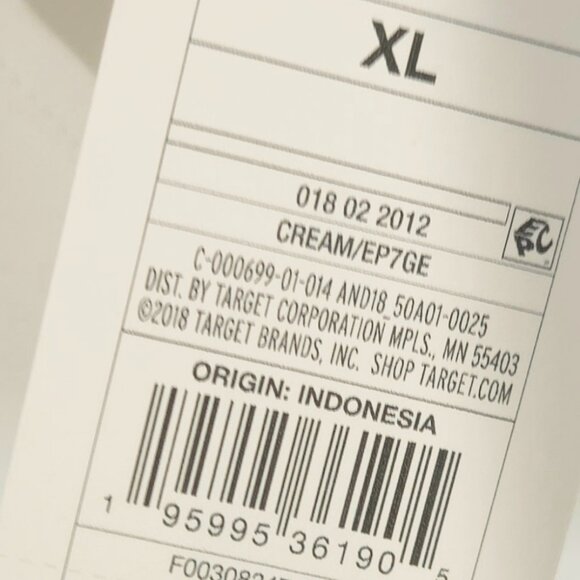 XL
018 02 2012
EPC
CREAM/EP7GE
C-000699-01-014 AND18_50A01-0025
DIST. BY TARGET CORPORATION MPLS., MN 55403
©2018 TARGET BRANDS, INC. SHOP TARGET.COM
ORIGIN: INDONESIA
1 95995 36190 5